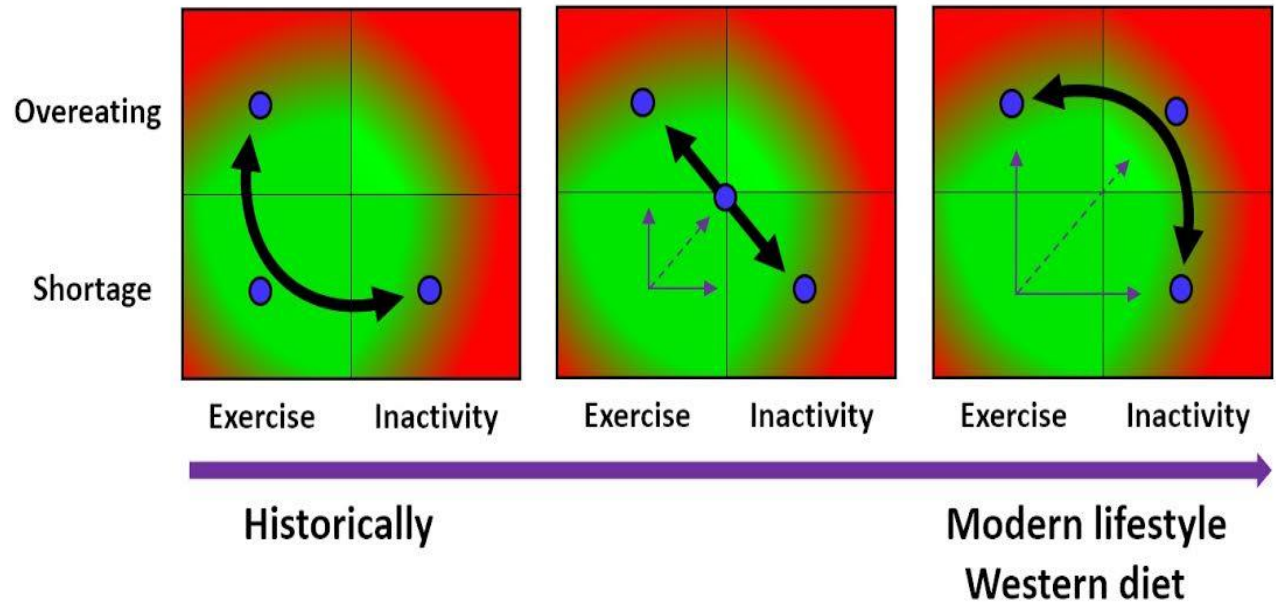 Overeating
Shortage
Exercise Inactivity Exercise Inactivity Exercise Inactivity
Historically
Modern lifestyle
Western diet